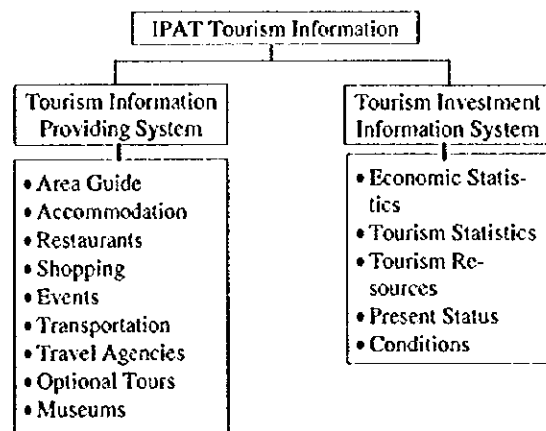 IPAT Tourism Information
Tourism Information
Providing System
• Area Guide
• Accommodation
• Restaurants
• Shopping
• Events
• Transportation
• Travel Agencies
• Optional Tours
• Museums
Tourism Investment
Information System
• Economic Statis-
tics
• Tourism Statistics
• Tourism Re-
sources
• Present Status
• Conditions